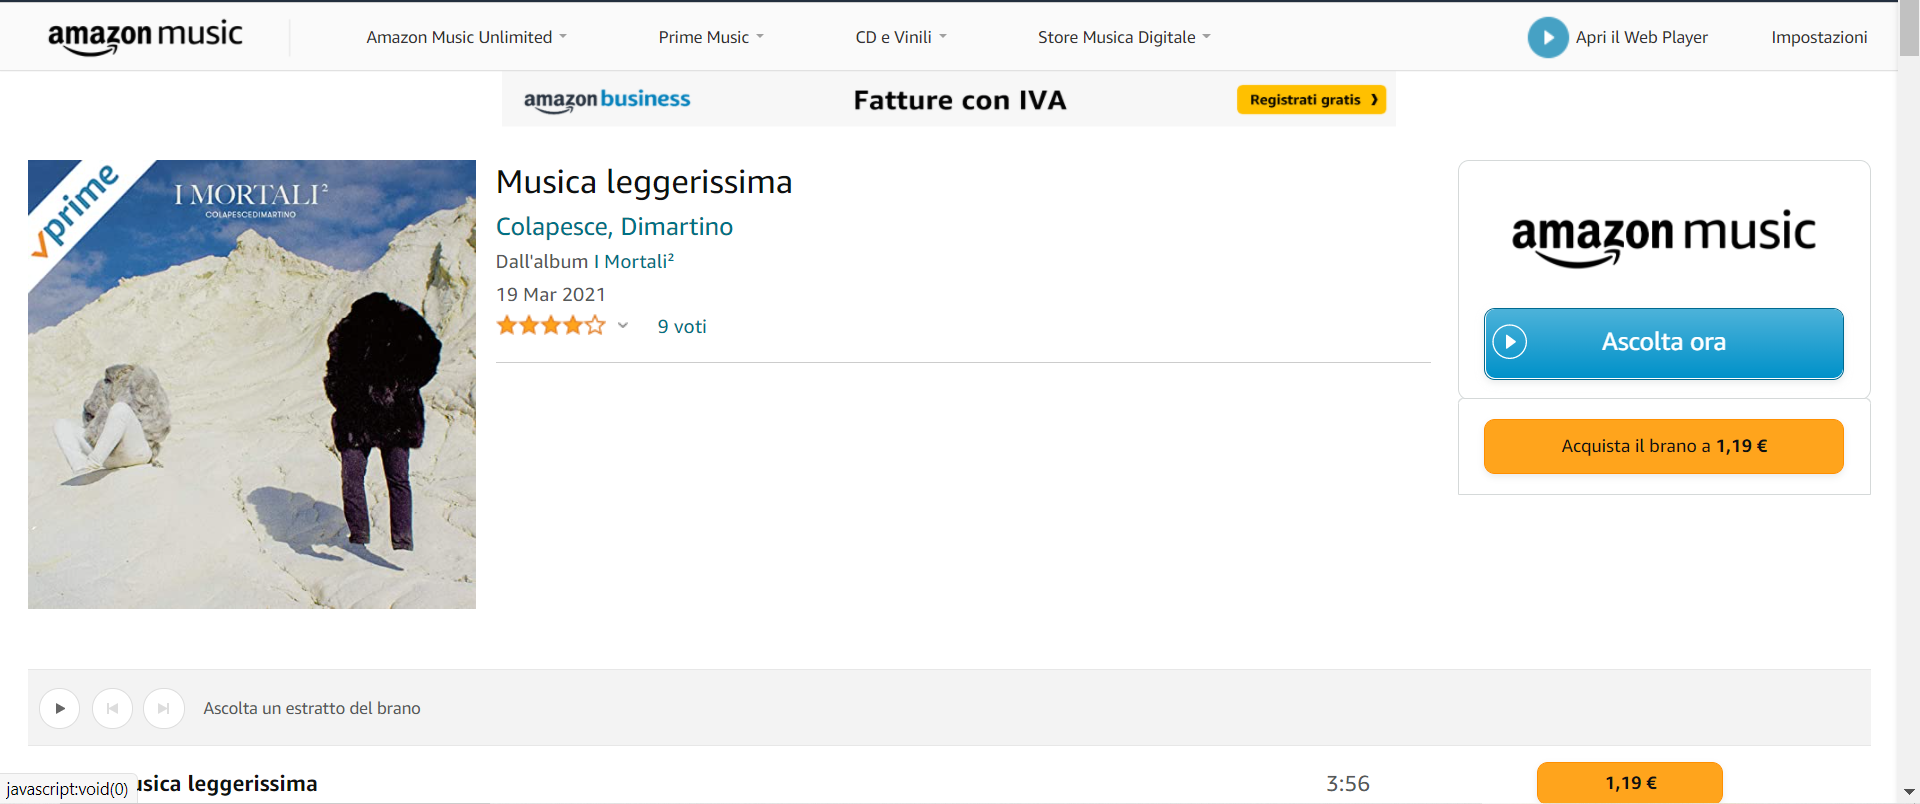 amazon music
Amazon Music Unlimited
Prime Music
CD e Vinili
Store Musica Digitale
Apri il Web Player
Impostazioni
amazon business
Fatture con IVA
Registrati gratis ❯
prime
I MORTALI²
COLAPESCEDIMARTINO
Musica leggerissima
Colapesce, Dimartino
Dall'album I Mortali²
19 Mar 2021
9 voti
amazon music
Ascolta ora
Acquista il brano a 1,19 €
Ascolta un estratto del brano
usica leggerissima
3:56
1,19 €
javascript:void(0)